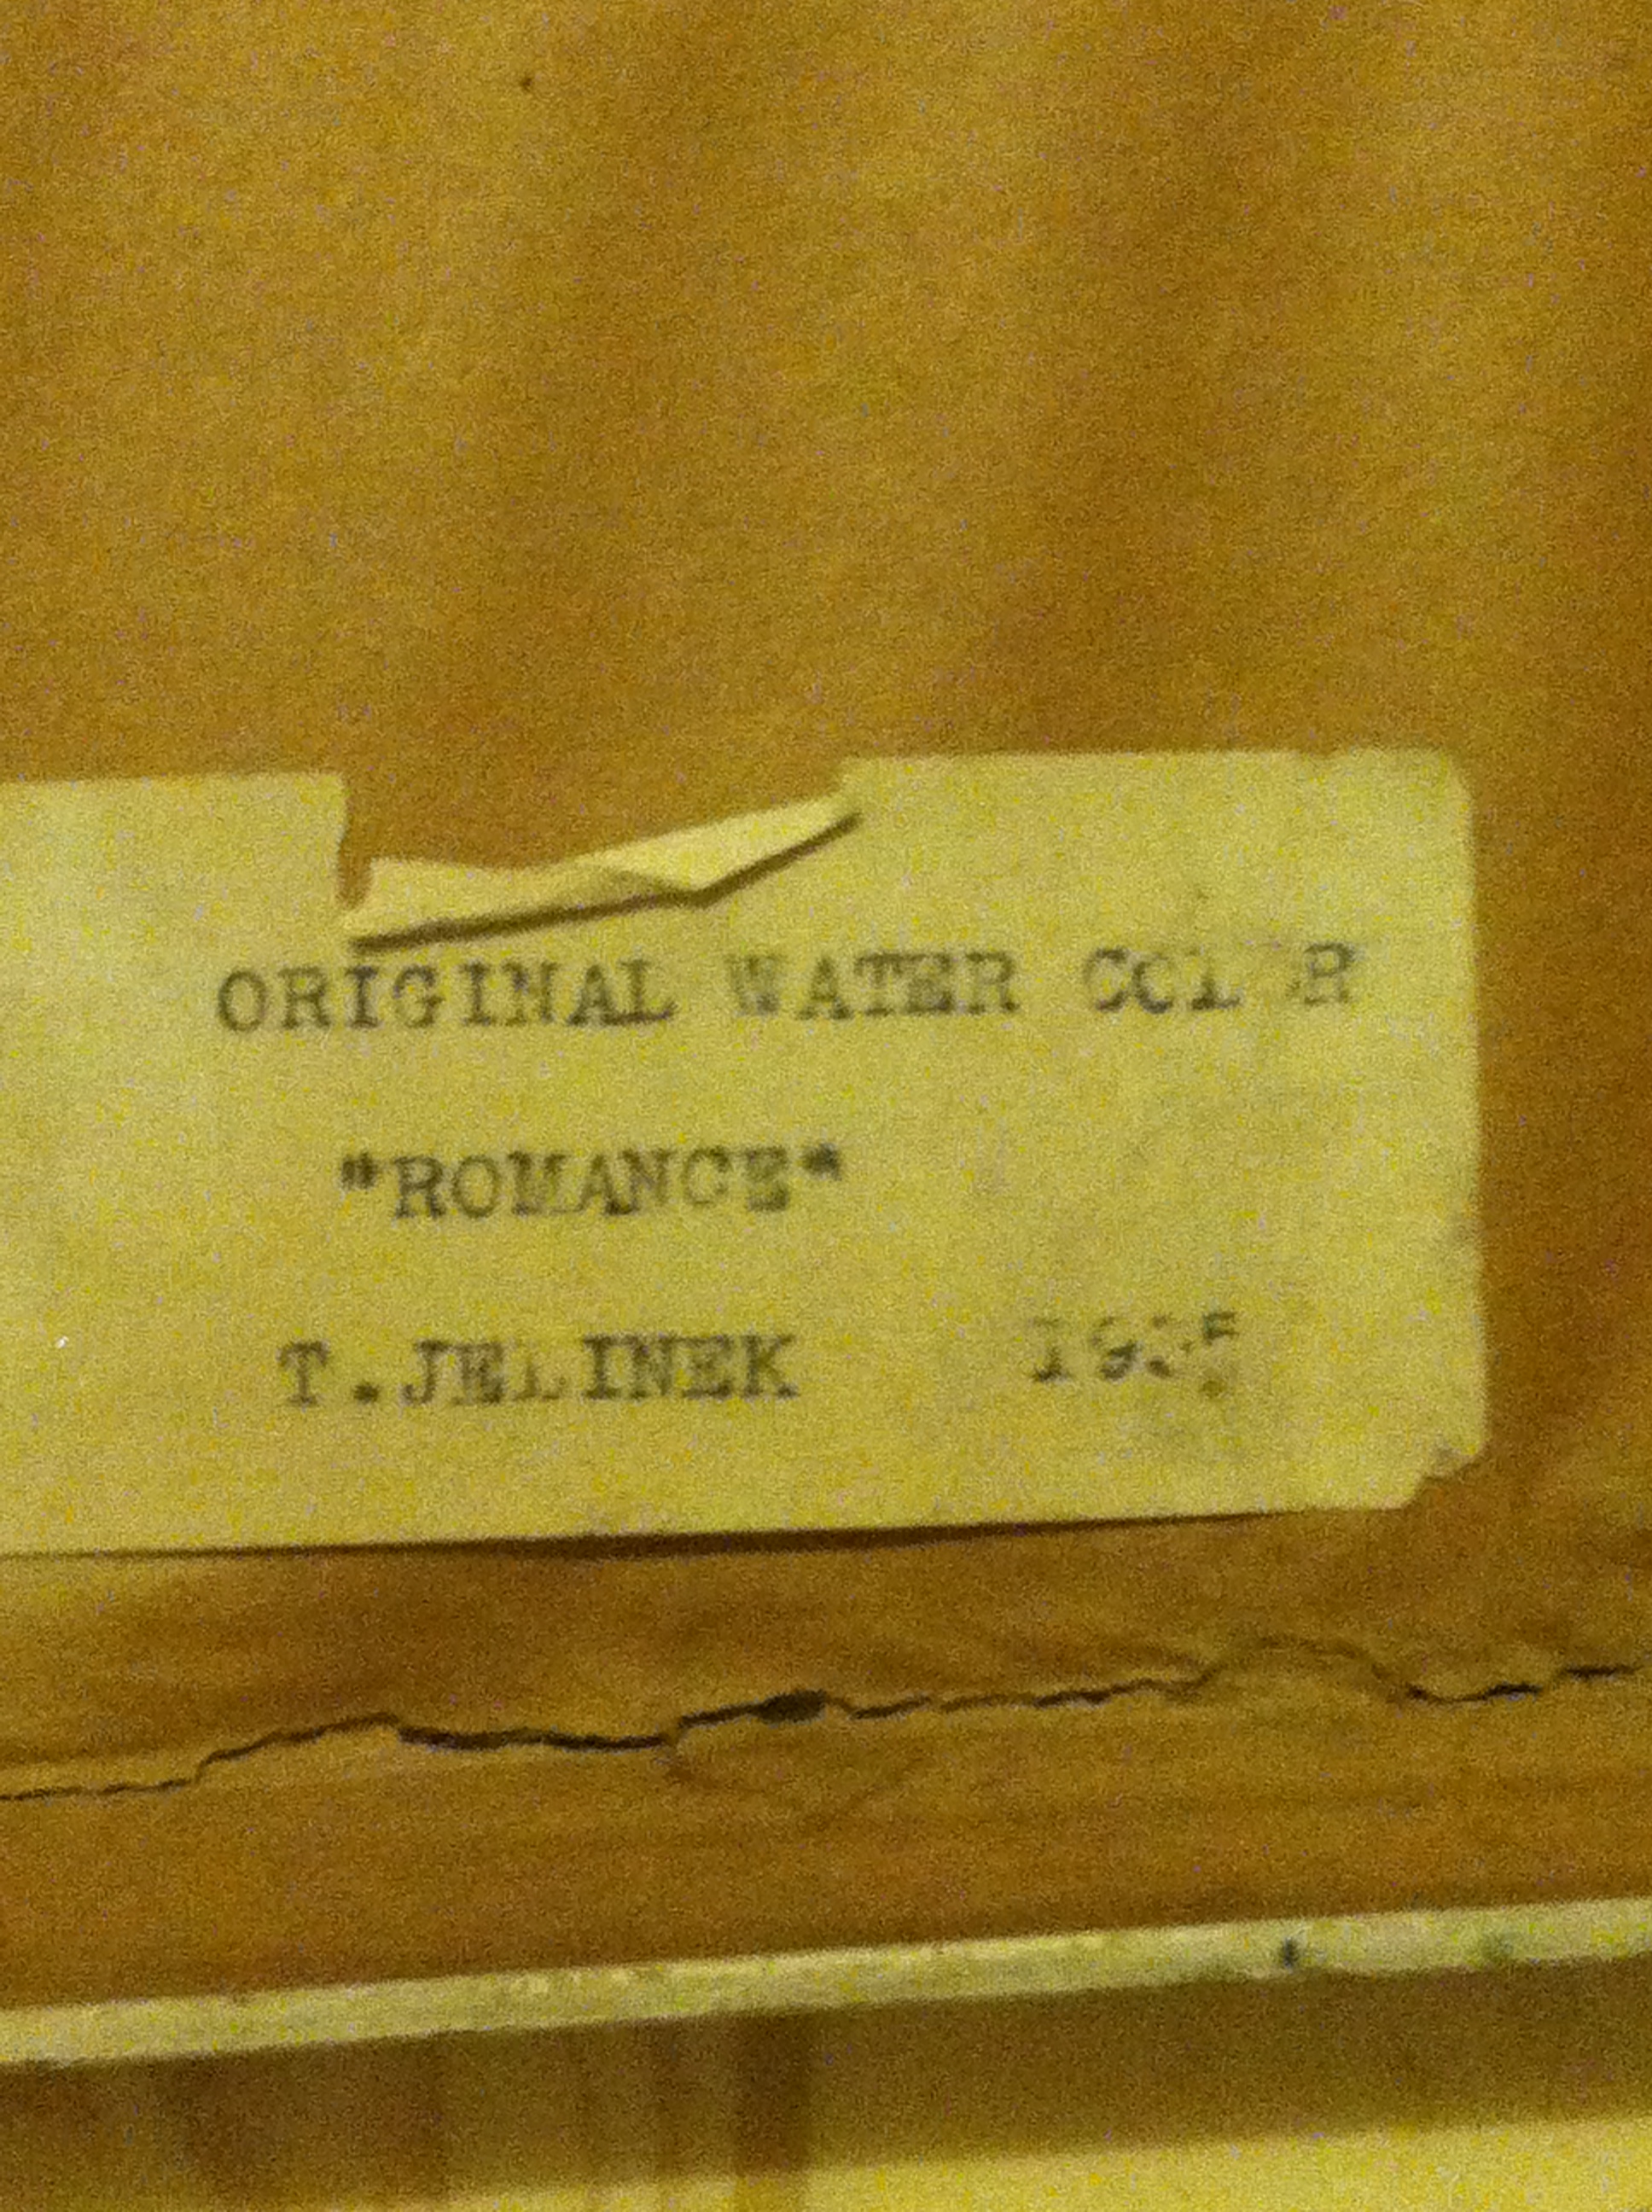 ORIGINAL WATER COLOR
"ROMANCE"
T.JELINEK